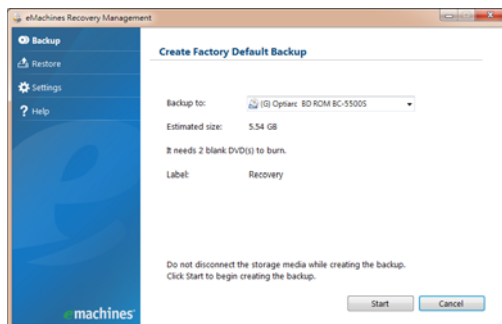 eMachines Recovery Management
Backup
Create Factory Default Backup
Restore
Settings
Help
Backup to: (G) Optiarc BD ROM BC-5500S
Estimated size: 5.54 GB
It needs 2 blank DVD(s) to burn.
Label: Recovery
Do not disconnect the storage media while creating the backup.
Click Start to begin creating the backup.
Start Cancel
emachines